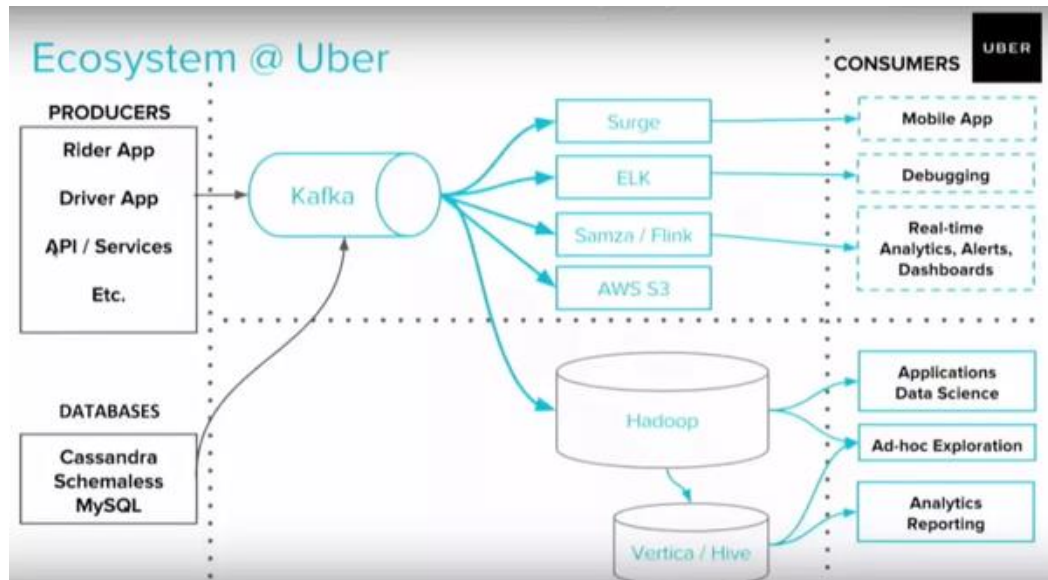 Ecosystem @ Uber
UBER
PRODUCERS
Rider App
Driver App
API / Services
Etc.
DATABASES
Cassandra
Schemaless
MySQL
Kafka
Surge
ELK
Samza / Flink
AWS S3
Hadoop
Vertica / Hive
CONSUMERS
Mobile App
Debugging
Real-time
Analytics, Alerts,
Dashboards
Applications
Data Science
Ad-hoc Exploration
Analytics
Reporting